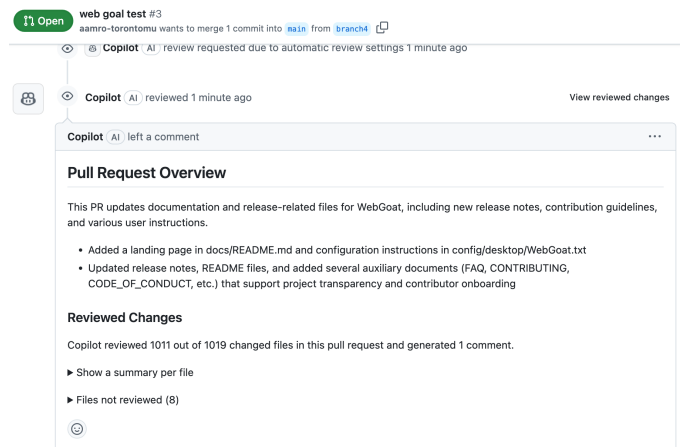 Open
web goal test #3
aamro-torontomu wants to merge 1 commit into main from branch4
Copilot AI review requested due to automatic review settings 1 minute ago
Copilot AI reviewed 1 minute ago
View reviewed changes
Copilot AI left a comment
Pull Request Overview
This PR updates documentation and release-related files for WebGoat, including new release notes, contribution guidelines,
and various user instructions.
• Added a landing page in docs/README.md and configuration instructions in config/desktop/WebGoat.txt
• Updated release notes, README files, and added several auxiliary documents (FAQ, CONTRIBUTING,
CODE_OF_CONDUCT, etc.) that support project transparency and contributor onboarding
Reviewed Changes
Copilot reviewed 1011 out of 1019 changed files in this pull request and generated 1 comment.
Show a summary per file
Files not reviewed (8)